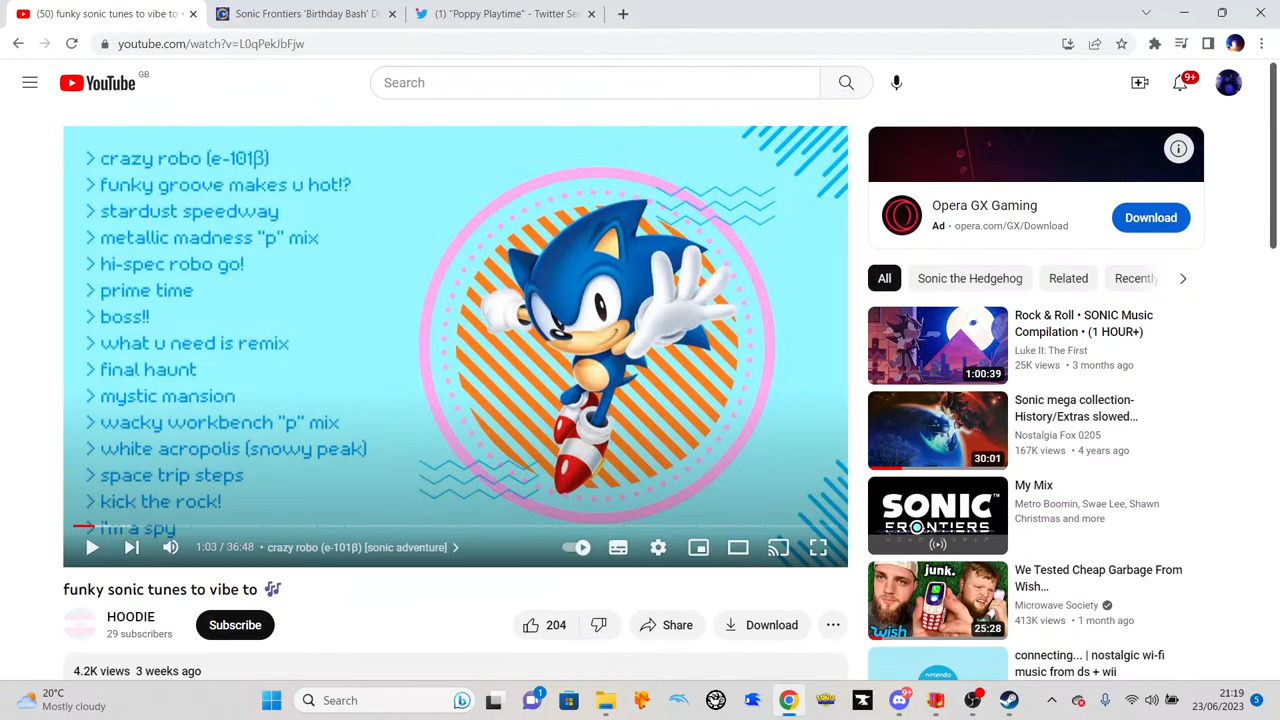 (50) funky sonic tunes to vibe to
Sonic Frontiers 'Birthday Bash' D
(1) "Poppy Playtime" - Twitter Se
youtube.com/watch?v=L0qPekJbFjw
YouTube GB
Search
9+
> crazy robo (e-101β)
> funky groove makes u hot!?
> stardust speedway
> metallic madness "p" mix
> hi-spec robo go!
> prime time
> boss!!
> what u need is remix
> final haunt
> mystic mansion
> wacky workbench "p" mix
> white acropolis (snowy peak)
> space trip steps
> kick the rock!
> i'm a spy
1:03 / 36:48 • crazy robo (e-101β) [sonic adventure]
funky sonic tunes to vibe to
HOODIE
29 subscribers
Subscribe
204
Share
Download
4.2K views 3 weeks ago
Opera GX Gaming
Ad • opera.com/GX/Download
Download
All
Sonic the Hedgehog
Related
Recently
Rock & Roll • SONIC Music
Compilation • (1 HOUR+)
Luke II: The First
25K views • 3 months ago
1:00:39
Sonic mega collection-
History/Extras slowed...
Nostalgia Fox 0205
167K views • 4 years ago
30:01
My Mix
Metro Boomin, Swae Lee, Shawn
Christmas and more
SONIC
FRONTIERS
We Tested Cheap Garbage From
Wish...
Microwave Society
413K views • 1 month ago
junk.
wish
25:28
connecting... | nostalgic wi-fi
music from ds + wii
nintendo
20°C
Mostly cloudy
Search
1
9+
21:19
23/06/2023
5